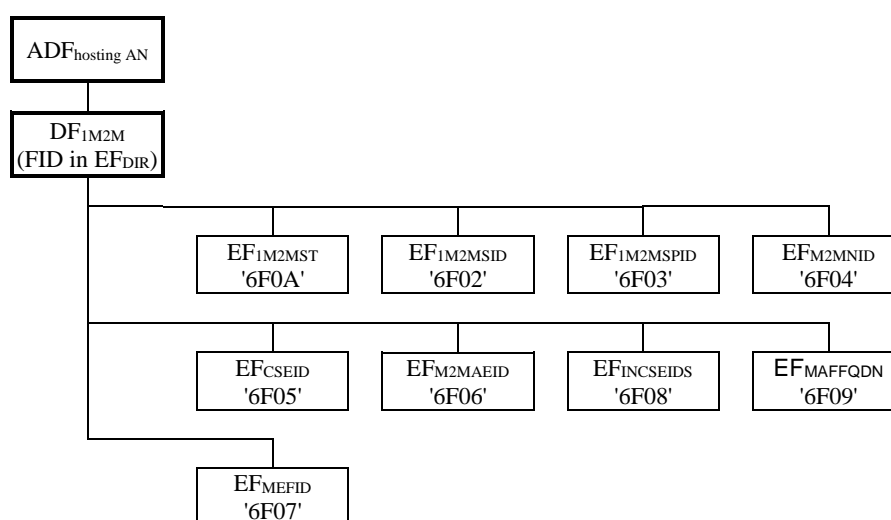 ADFhosting AN
DF1M2M
(FID in EFDIR)
EF1M2MST
'6F0A'
EF1M2MSID
'6F02'
EF1M2MSPID
'6F03'
EFM2MNID
'6F04'
EFCSEID
'6F05'
EFM2MAEID
'6F06'
EFINCSEIDS
'6F08'
EFMAFFQDN
'6F09'
EFMEFID
'6F07'